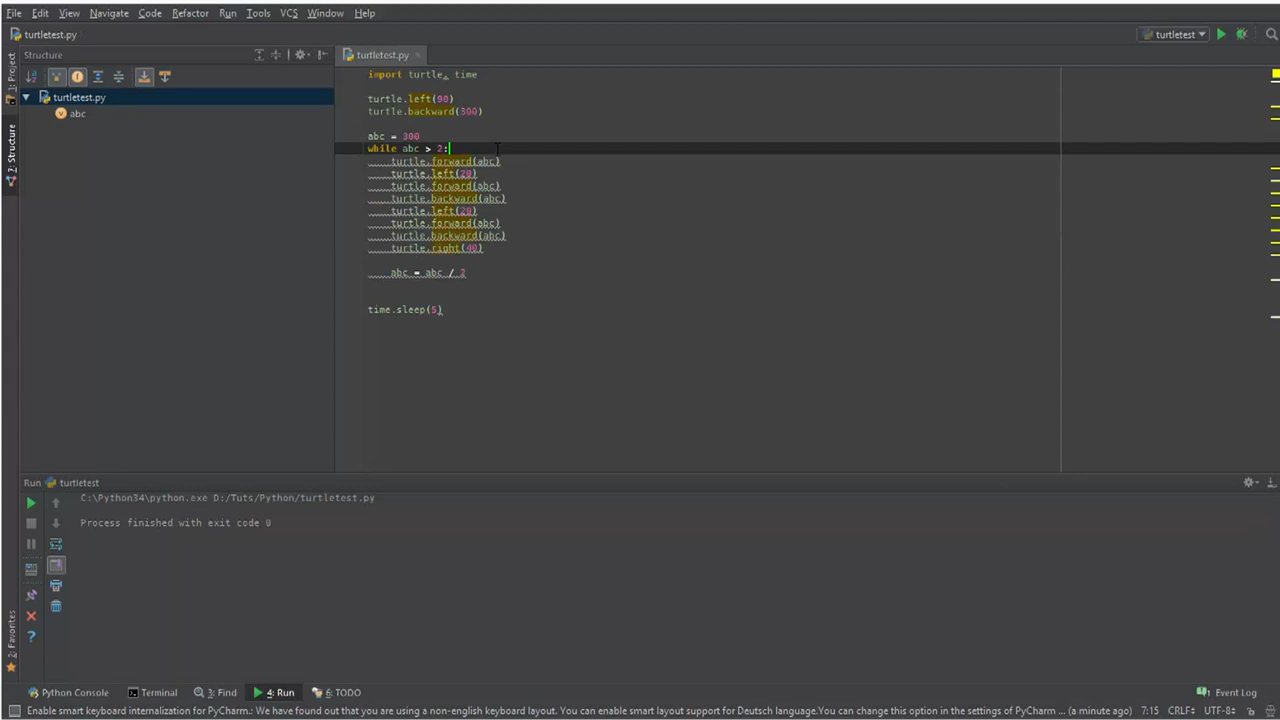 File Edit View Navigate Code Refactor Run Tools VCS Window Help
turtletest.py
turtletest
Structure
turtletest.py
1: Project
turtletest.py
abc
2: Structure
import turtle, time
turtle.left(90)
turtle.backward(300)
abc = 300
while abc > 2:
turtle.forward(abc)
turtle.left(20)
turtle.forward(abc)
turtle.backward(abc)
turtle.left(20)
turtle.forward(abc)
turtle.backward(abc)
turtle.right(40)
abc = abc / 2
time.sleep(5)
Run turtletest
C:\Python34\python.exe D:/Tuts/Python/turtletest.py
Process finished with exit code 0
2: Favorites
Python Console Terminal 3: Find 4: Run 6: TODO Event Log
Enable smart keyboard internalization for PyCharm.: We have found out that you are using a non-english keyboard layout. You can enable smart layout support for Deutsch language.You can change this option in the settings of PyCharm ... (a minute ago) 7:15 CRLF÷ UTF-8÷